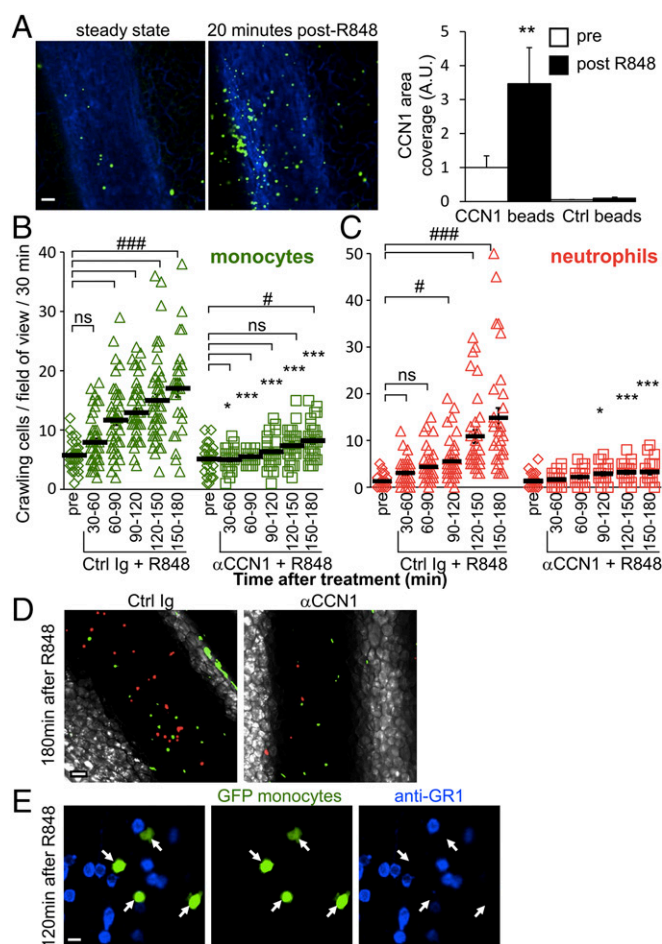 A
steady state
20 minutes post-R848
CCN1 area
coverage (A.U.)
5
4
3
2
1
0
**
pre
post R848
CCN1 beads
Ctrl beads
B
Crawling cells / field of view / 30 min
40
30
20
10
0
###
monocytes
ns
#
ns
*
***
***
***
***
pre
30-60
60-90
90-120
120-150
150-180
pre
30-60
60-90
90-120
120-150
150-180
Ctrl Ig + R848
αCCN1 + R848
C
50
40
30
20
10
0
###
neutrophils
#
ns
*
***
***
pre
30-60
60-90
90-120
120-150
150-180
pre
30-60
60-90
90-120
120-150
150-180
Ctrl Ig + R848
αCCN1 + R848
Time after treatment (min)
D
Ctrl Ig
αCCN1
180min after R848
E
GFP monocytes
anti-GR1
120min after R848